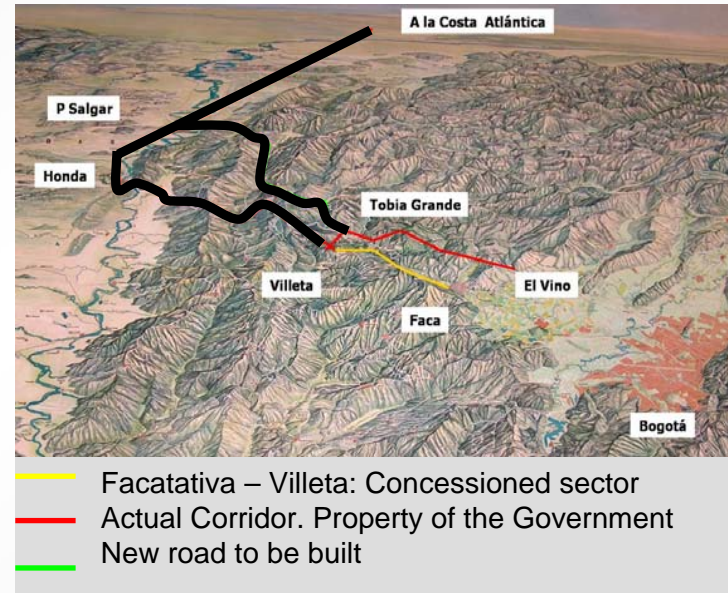 A la Costa Atlántica
P Salgar
Honda
Tobia Grande
Villeta
El Vino
Faca
Bogotá
Facatativa – Villeta: Concessioned sector
Actual Corridor. Property of the Government
New road to be built